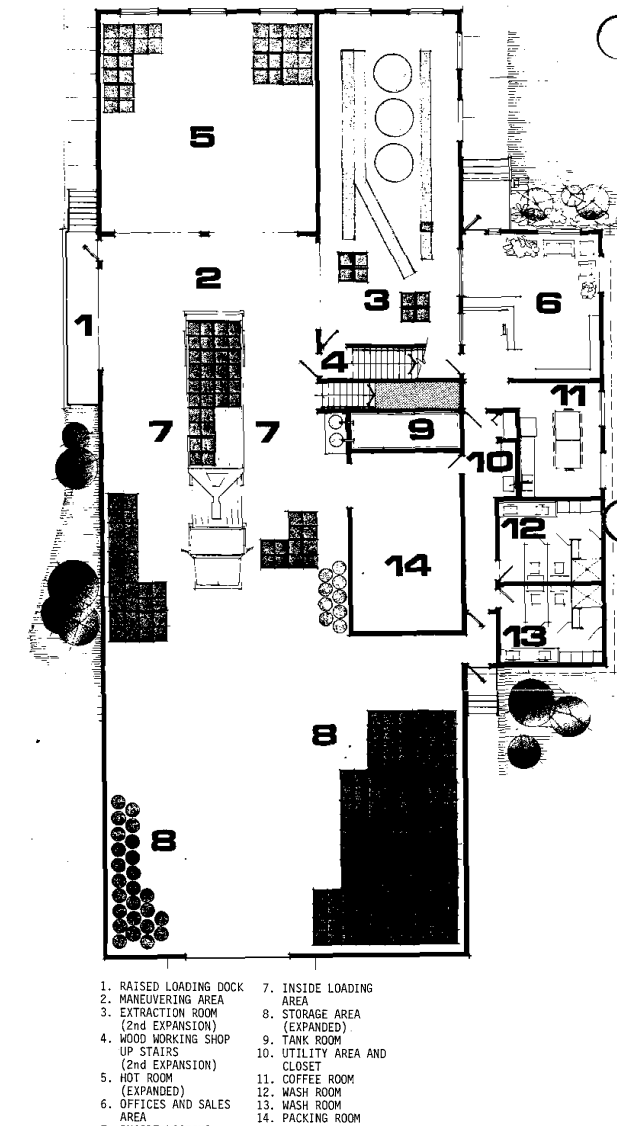 5
2
3
6
1
4
11
7
7
9
10
12
14
13
8
8
1. RAISED LOADING DOCK
2. MANEUVERING AREA
3. EXTRACTION ROOM
(2nd EXPANSION)
4. WOOD WORKING SHOP
UP STAIRS
(2nd EXPANSION)
5. HOT ROOM
(EXPANDED)
6. OFFICES AND SALES
AREA
7. INSIDE LOADING
AREA
8. STORAGE AREA
(EXPANDED)
9. TANK ROOM
10. UTILITY AREA AND
CLOSET
11. COFFEE ROOM
12. WASH ROOM
13. WASH ROOM
14. PACKING ROOM